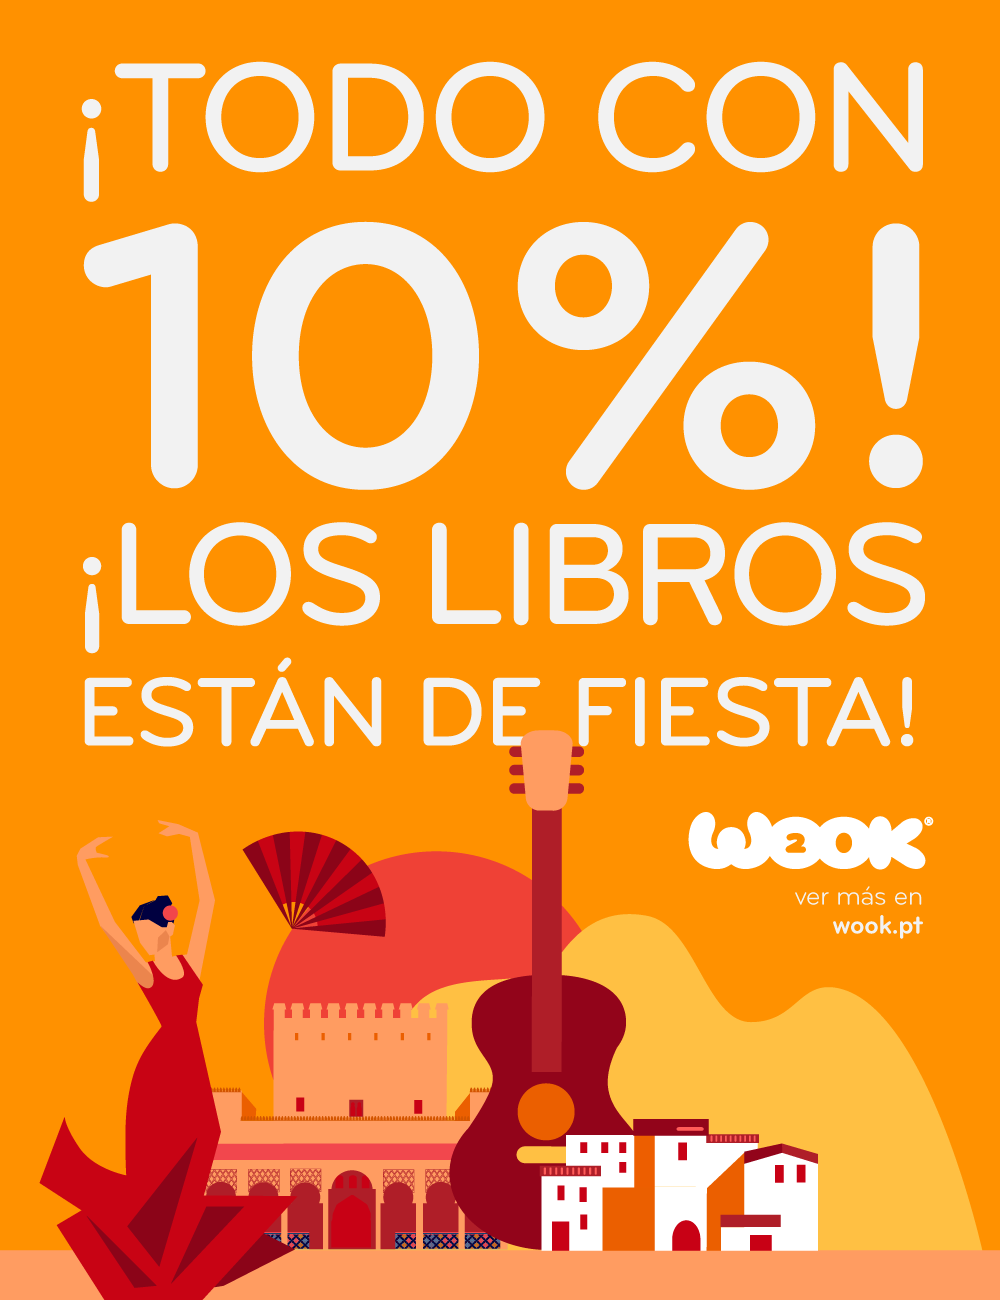 ¡TODO CON
10%!
¡LOS LIBROS
ESTÁN DE FIESTA!
WOOK®
ver más en
wook.pt